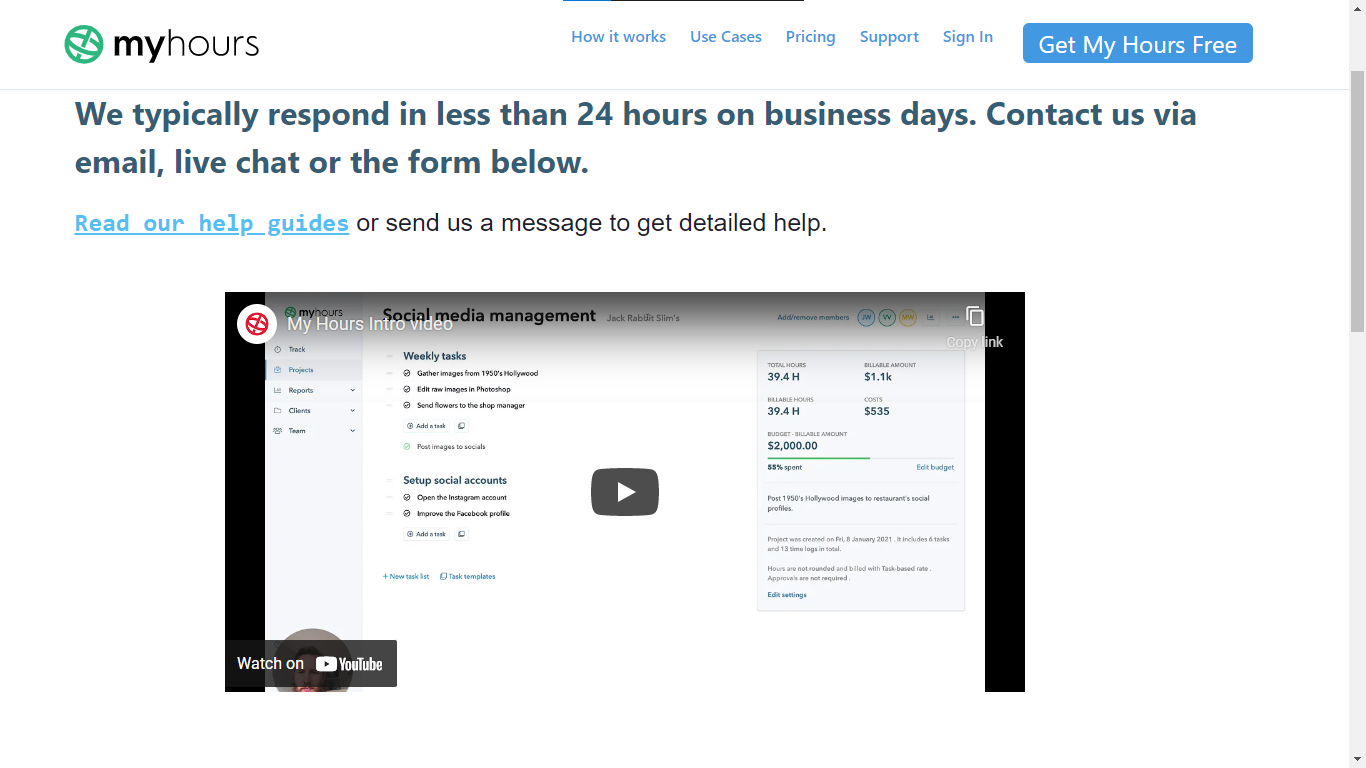 myhours
How it works
Use Cases
Pricing
Support
Sign In
Get My Hours Free
We typically respond in less than 24 hours on business days. Contact us via
email, live chat or the form below.
Read our help guides or send us a message to get detailed help.
myhours
My Hours Intro video
Social media management Jack Rabbit Slim's
Add/remove members
JW
VV
MW
Copy link
Track
Projects
Reports
Clients
Team
Weekly tasks
Gather images from 1950's Hollywood
Edit raw images in Photoshop
Send flowers to the shop manager
Add a task
Post images to socials
Setup social accounts
Open the Instagram account
Improve the Facebook profile
Add a task
+ New task list
Task templates
TOTAL HOURS
39.4 H
BILLABLE AMOUNT
$1.1k
BILLABLE HOURS
39.4 H
COSTS
$535
BUDGET - BILLABLE AMOUNT
$2,000.00
55% spent
Edit budget
Post 1950's Hollywood images to restaurant's social
profiles.
Project was created on Fri, 8 January 2021 . It includes 6 tasks
and 13 time logs in total.
Hours are not rounded and billed with Task-based rate .
Approvals are not required .
Edit settings
Watch on YouTube